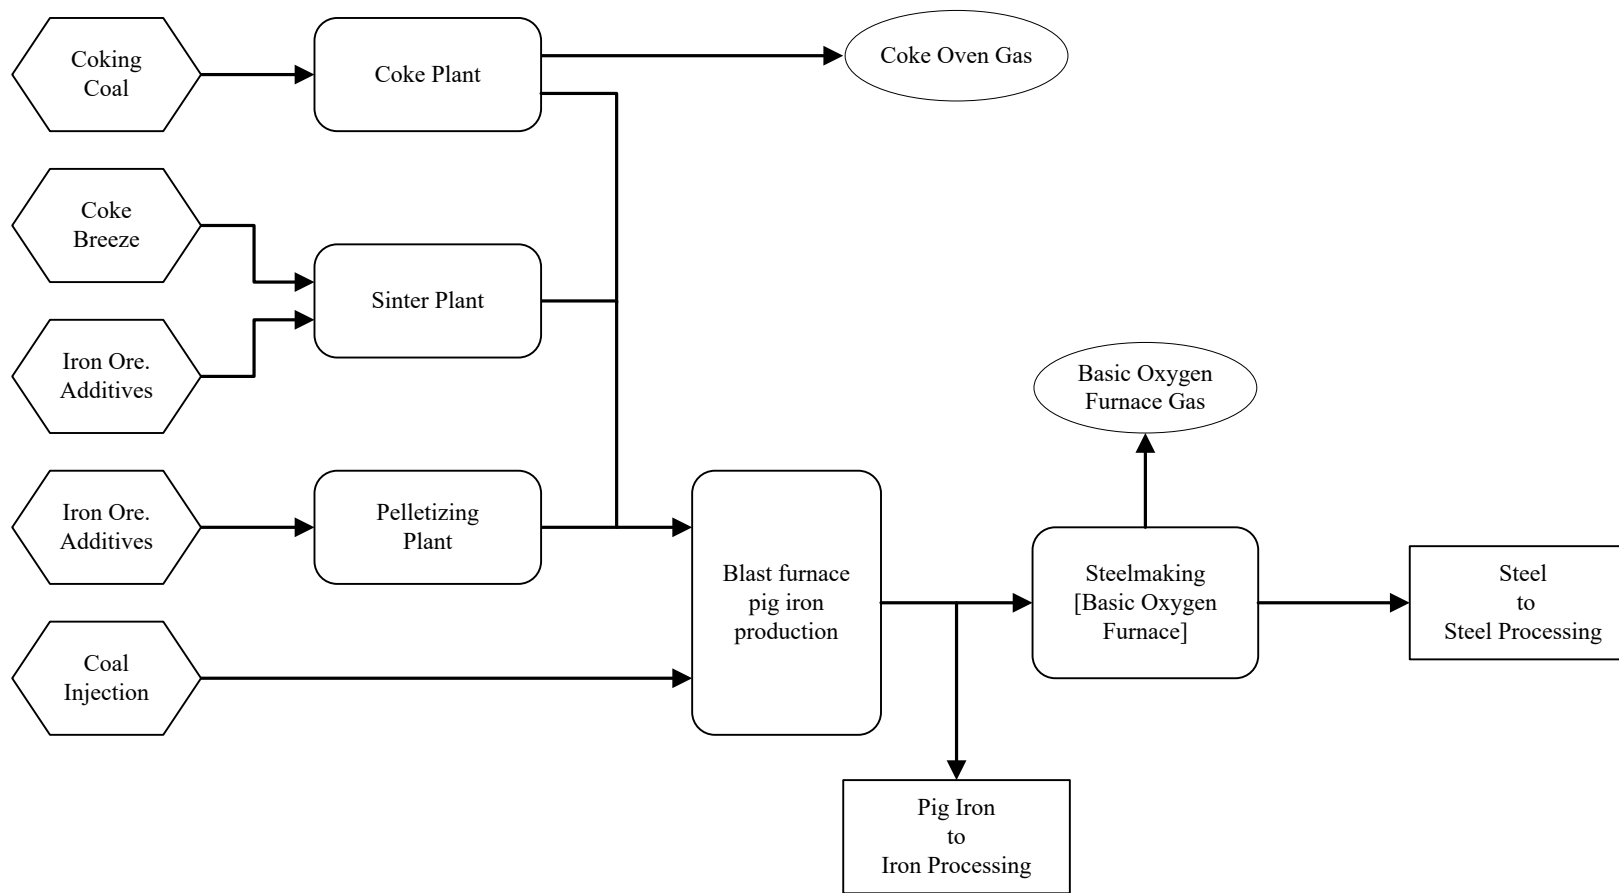 Coking
Coal
Coke Plant
Coke Oven Gas
Coke
Breeze
Sinter Plant
Iron Ore.
Additives
Basic Oxygen
Furnace Gas
Iron Ore.
Additives
Pelletizing
Plant
Blast furnace
pig iron
production
Steelmaking
[Basic Oxygen
Furnace]
Steel
to
Steel Processing
Coal
Injection
Pig Iron
to
Iron Processing